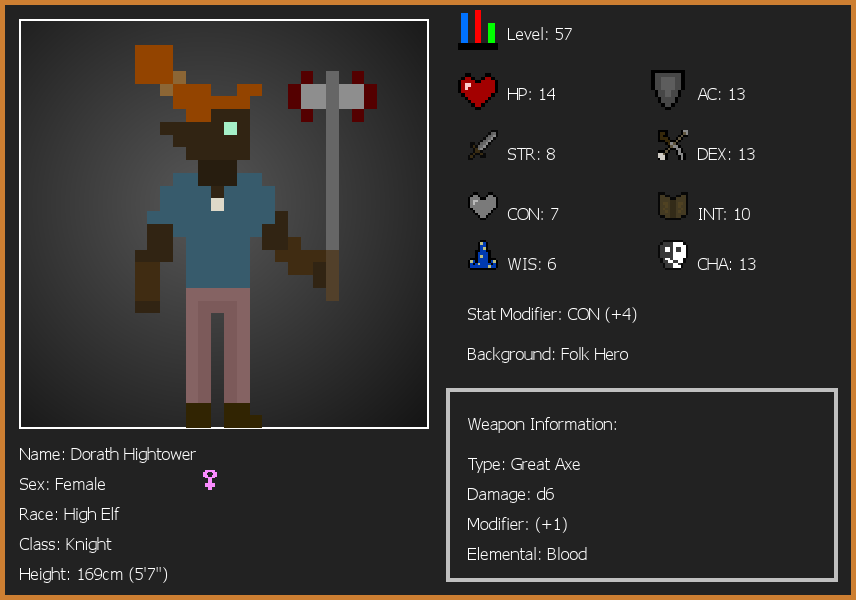 Level: 57
HP: 14
AC: 13
STR: 8
DEX: 13
CON: 7
INT: 10
WIS: 6
CHA: 13
Stat Modifier: CON (+4)
Background: Folk Hero
Weapon Information:
Type: Great Axe
Damage: d6
Modifier: (+1)
Elemental: Blood
Name: Dorath Hightower
Sex: Female
Race: High Elf
Class: Knight
Height: 169cm (5'7")